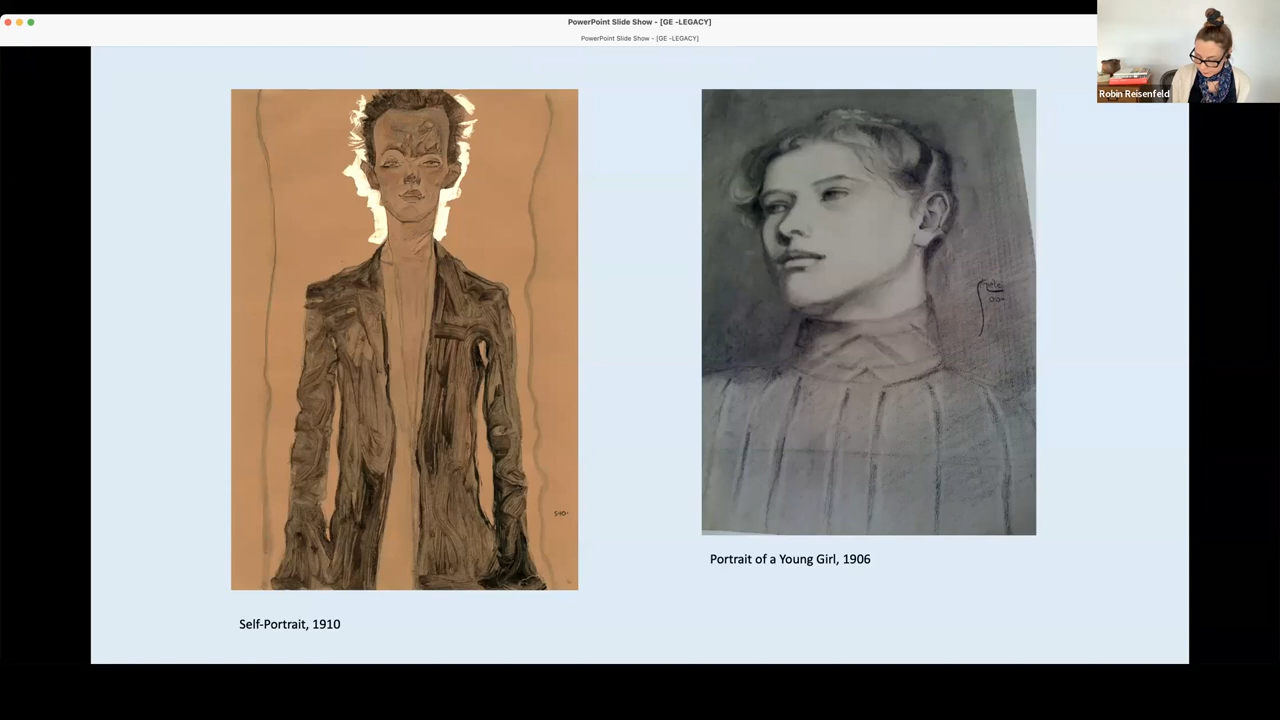 PowerPoint Slide Show - [GE -LEGACY]
PowerPoint Slide Show - [GE -LEGACY]
Robin Reisenfeld
Portrait of a Young Girl, 1906
Self-Portrait, 1910